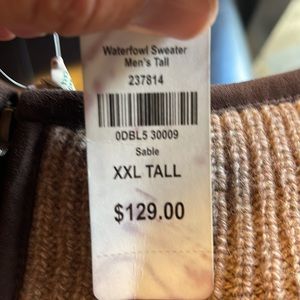 Waterfowl Sweater
Men's Tall
237814
0DBL5 30009
Sable
XXL TALL
$129.00